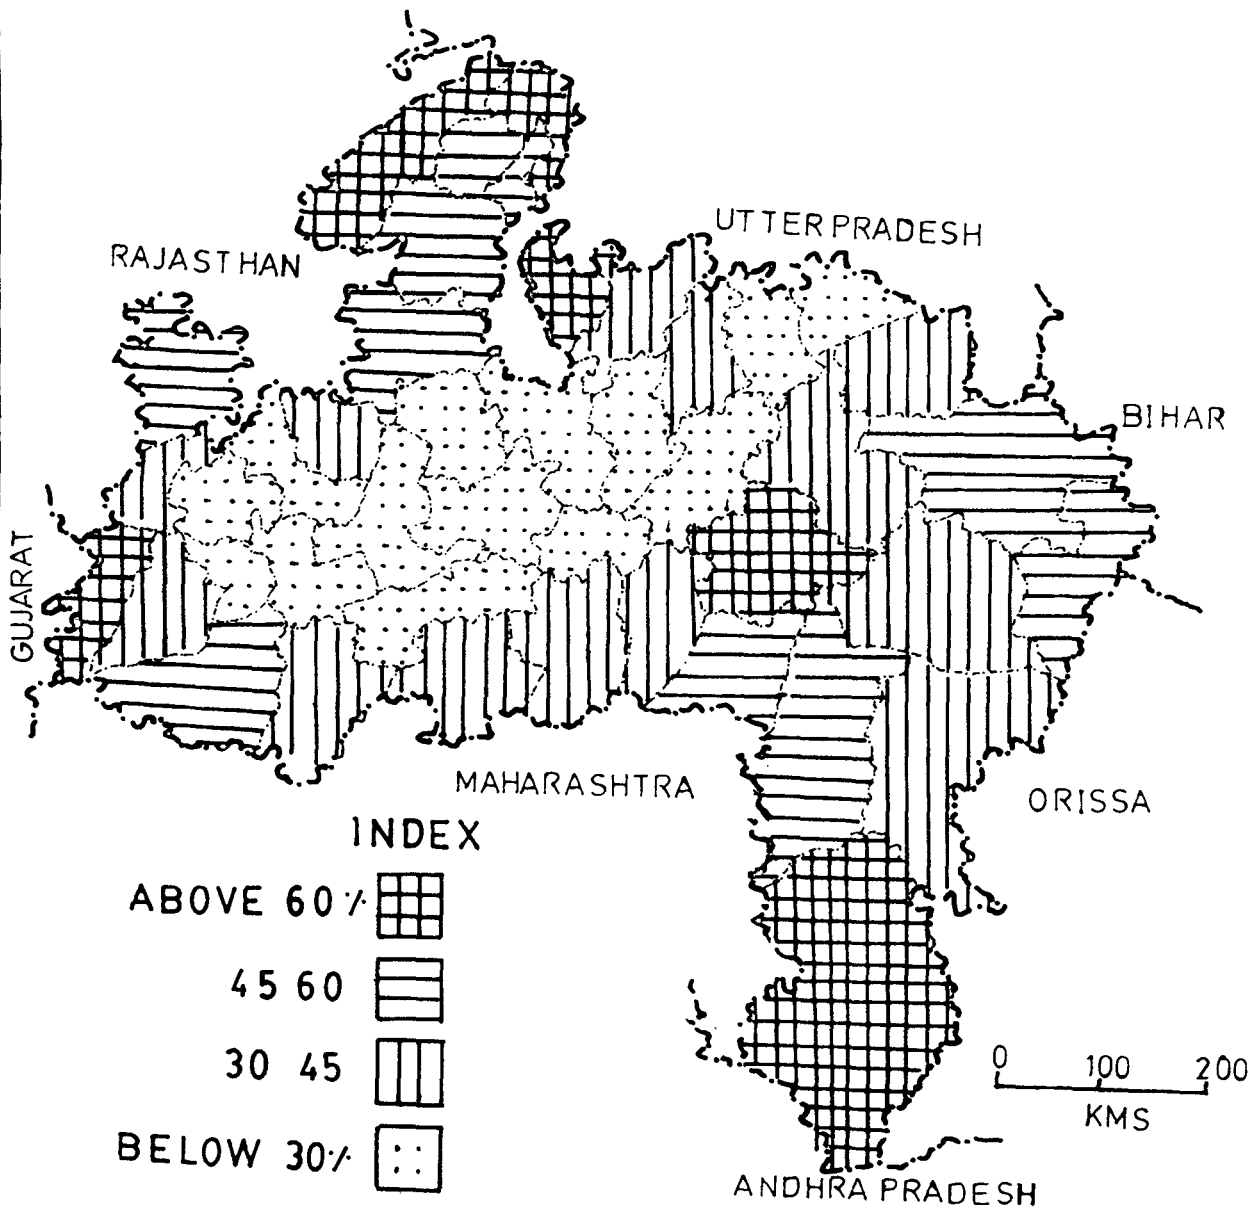 UTTER PRADESH
RAJASTHAN
BIHAR
GUJARAT
MAHARASHTRA
ORISSA
INDEX
ABOVE 60 %
45 60
30 45
BELOW 30%
0 100 200
KMS
ANDHRA PRADESH